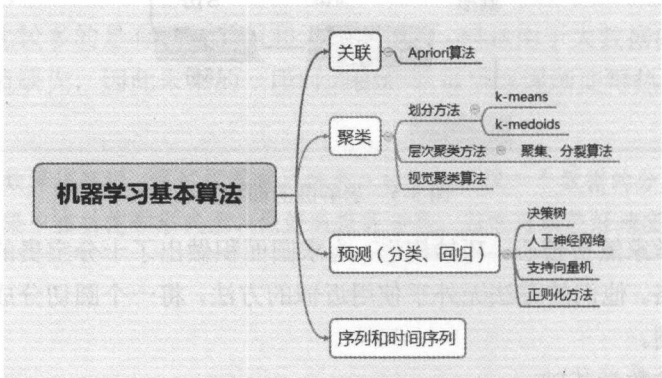 机器学习基本算法
关联
Apriori算法
聚类
划分方法
k-means
k-medoids
层次聚类方法
聚集、分裂算法
视觉聚类算法
预测（分类、回归）
决策树
人工神经网络
支持向量机
正则化方法
序列和时间序列